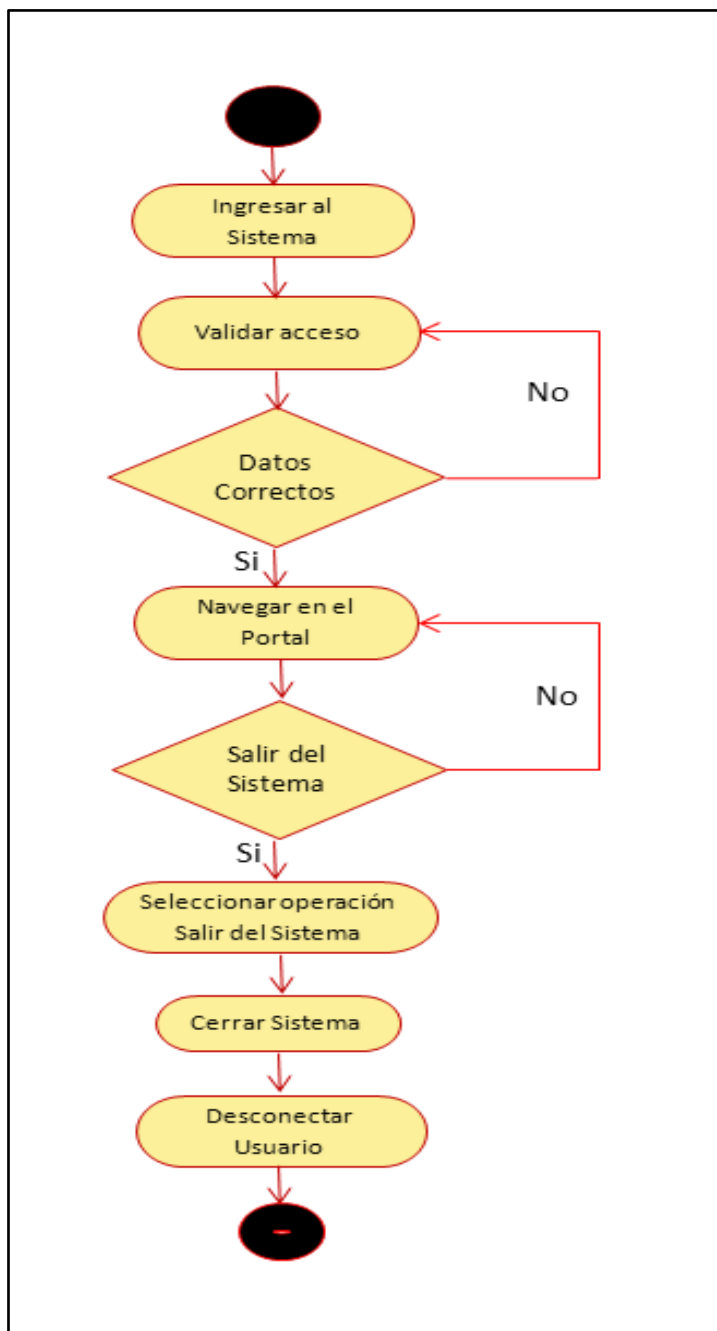 Ingresar al
Sistema
Validar acceso
No
Datos
Correctos
Si
Navegar en el
Portal
No
Salir del
Sistema
Si
Seleccionar operación
Salir del Sistema
Cerrar Sistema
Desconectar
Usuario